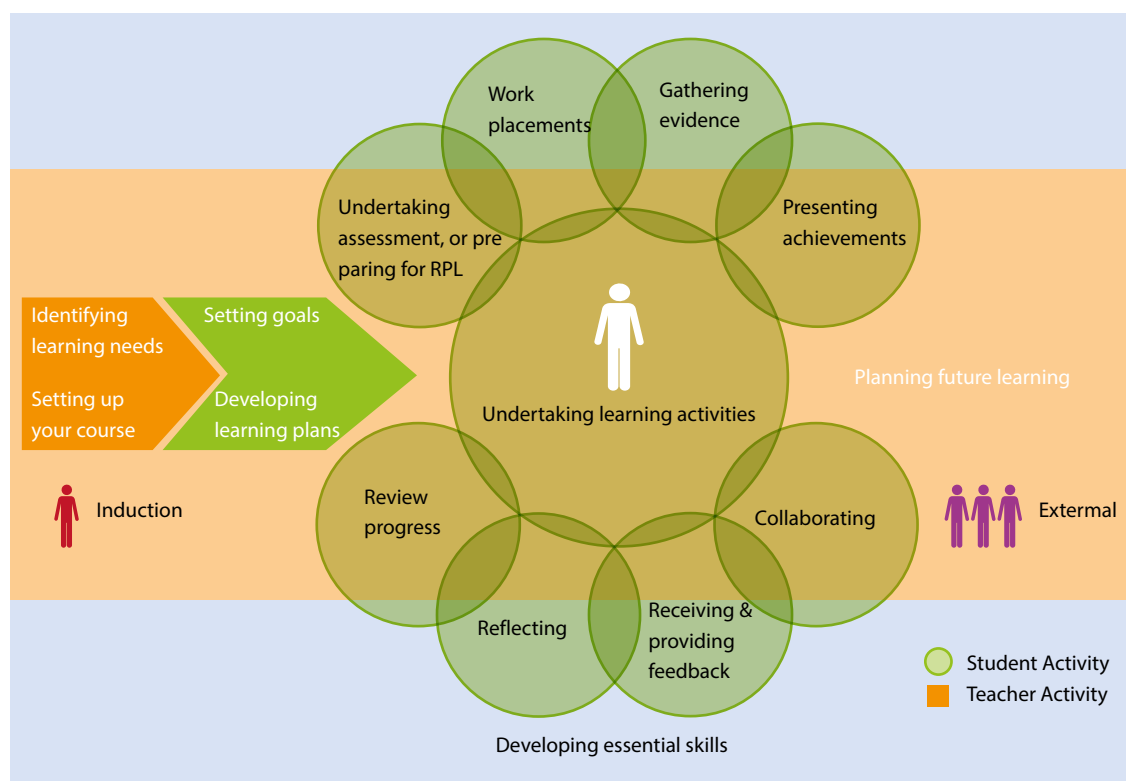 Work
placements
Gathering
evidence
Undertaking
assessment, or pre
paring for RPL
Presenting
achievements
Identifying
learning needs
Setting up
your course
Setting goals
Developing
learning plans
Undertaking learning activities
Planning future learning
Induction
Review
progress
Collaborating
Extermal
Reflecting
Receiving &
providing
feedback
Student Activity
Teacher Activity
Developing essential skills